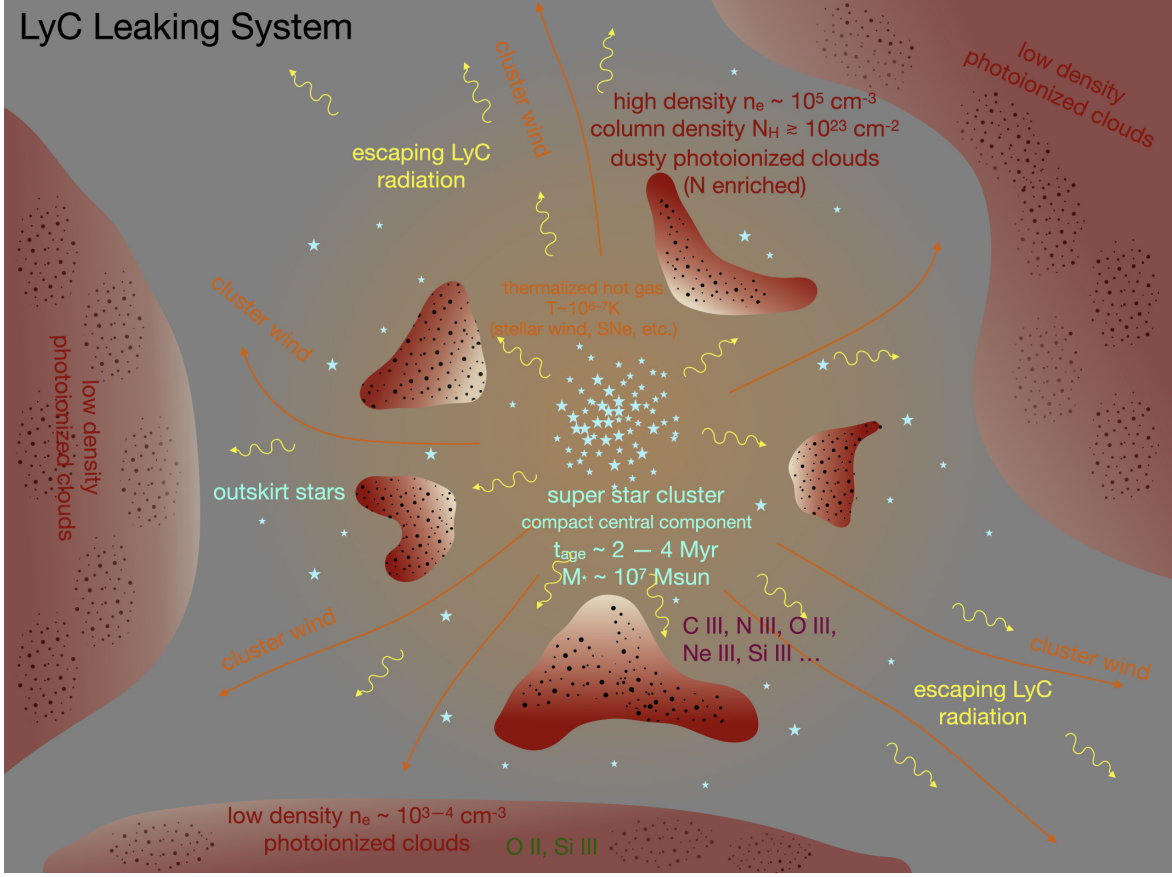 LyC Leaking System
cluster wind
low density
photoionized clouds
high density nₑ ~ 10⁵ cm⁻³
column density N_H ≳ 10²³ cm⁻²
dusty photoionized clouds
(N enriched)
escaping LyC
radiation
thermalized hot gas
T~10⁶⁻⁷K
(stellar wind, SNe, etc.)
cluster wind
low density
photoionized clouds
outskirt stars
super star cluster
compact central component
t_age ~ 2 — 4 Myr
M* ~ 10⁷ Msun
cluster wind
C III, N III, O III,
Ne III, Si III ...
cluster wind
escaping LyC
radiation
low density nₑ ~ 10³⁻⁴ cm⁻³
photoionized clouds
O II, Si III